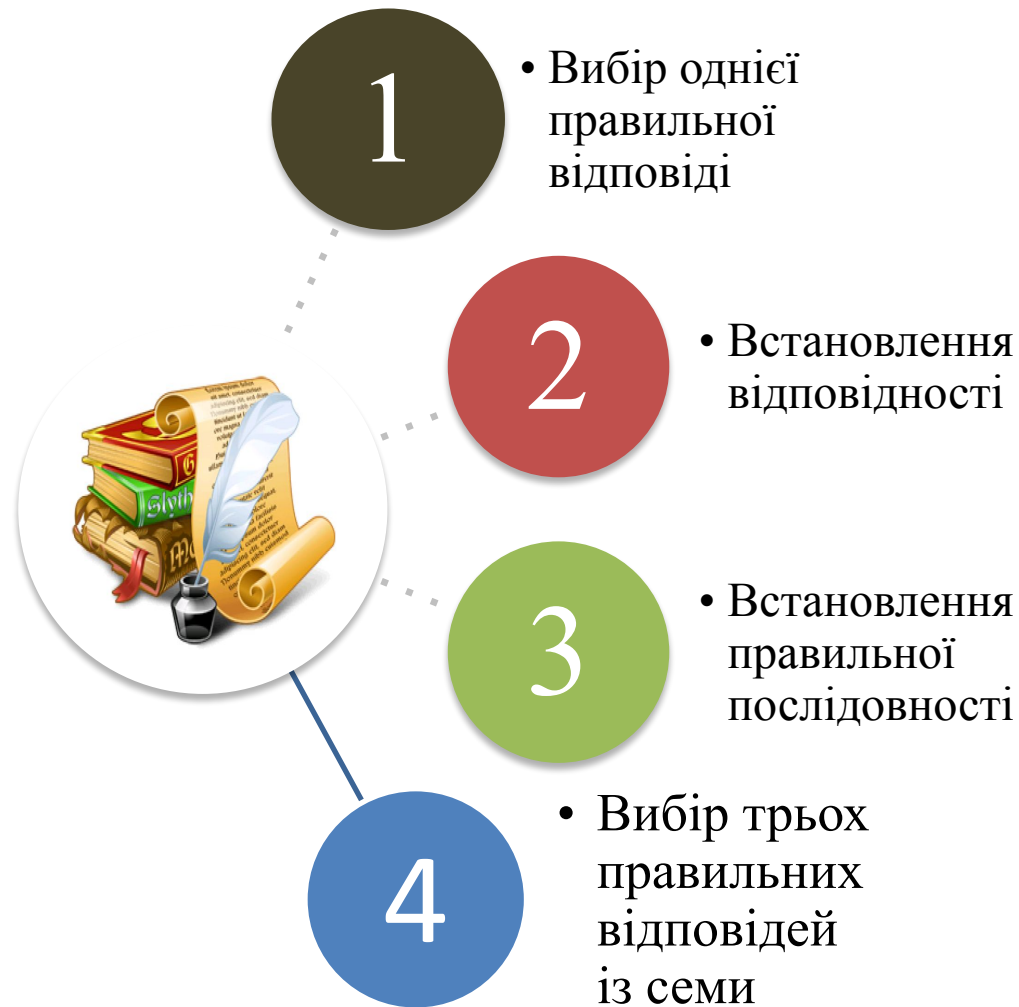 1
• Вибір однієї
правильної
відповіді
2
• Встановлення
відповідності
3
• Встановлення
правильної
послідовності
4
• Вибір трьох
правильних
відповідей
із семи